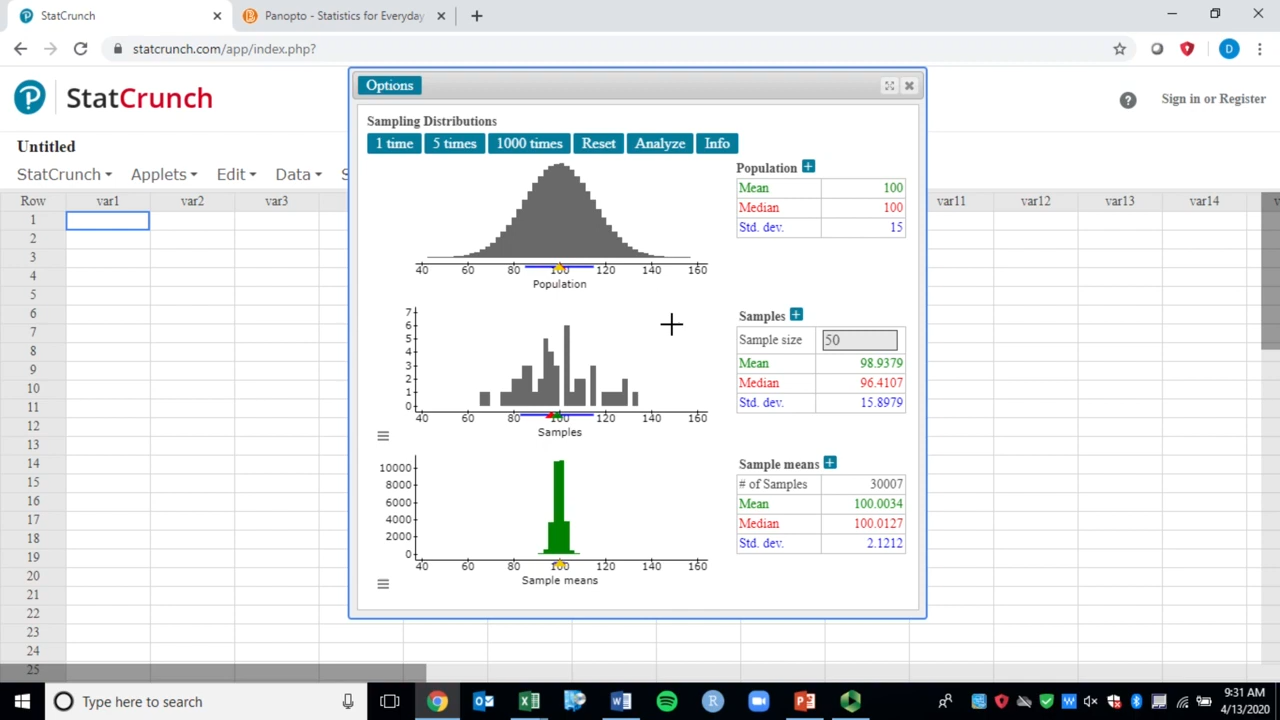 StatCrunch
Panopto - Statistics for Everyday
statcrunch.com/app/index.php?
D
StatCrunch
Sign in or Register
Untitled
StatCrunch Applets Edit Data S
Row var1 var2 var3 var11 var12 var13 var14
1
2
3
4
5
6
7
8
9
10
11
12
13
14
15
16
17
18
19
20
21
22
23
24
25
Options
Sampling Distributions
1 time 5 times 1000 times Reset Analyze Info
Population
Mean 100
Median 100
Std. dev. 15
40 60 80 100 120 140 160
Population
Samples
Sample size 50
Mean 98.9379
Median 96.4107
Std. dev. 15.8979
7
6
5
4
3
2
1
0
40 60 80 100 120 140 160
Samples
Sample means
# of Samples 30007
Mean 100.0034
Median 100.0127
Std. dev. 2.1212
10000
8000
6000
4000
2000
0
40 60 80 100 120 140 160
Sample means
Type here to search
9:31 AM
4/13/2020